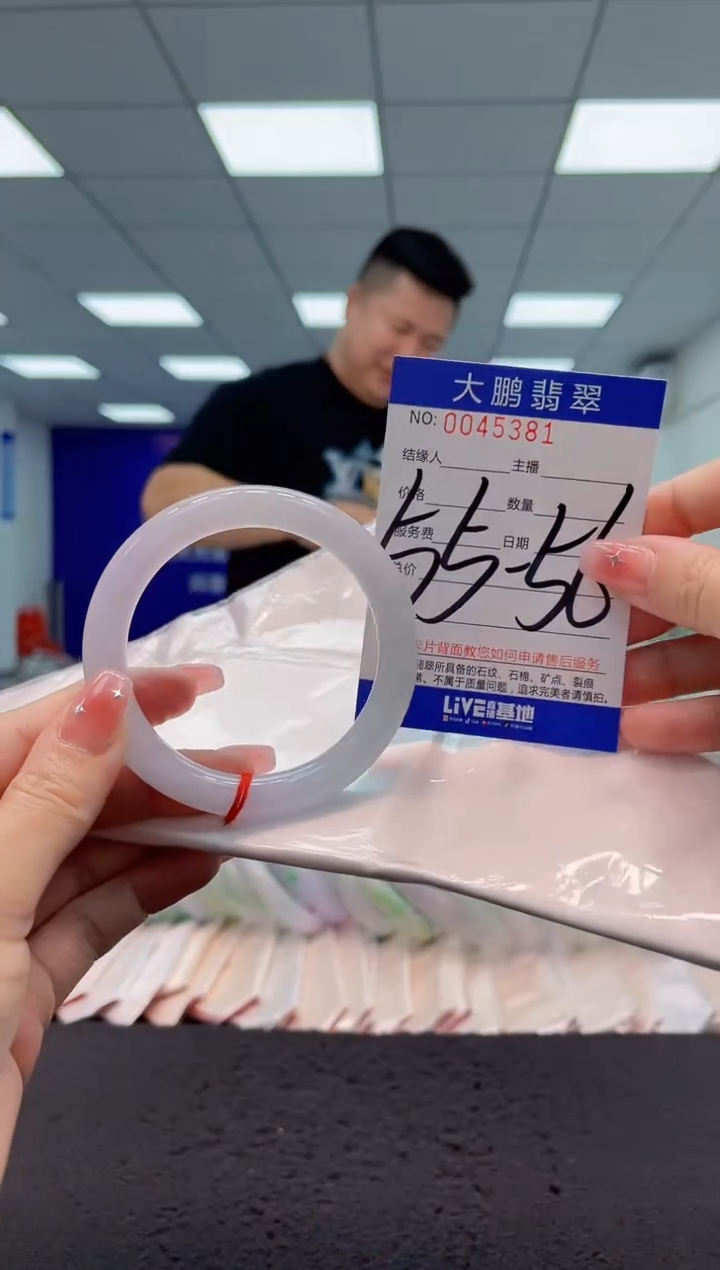 大鹏翡翠
NO: 0045381
结缘人 主播
价格 数量
服务费 日期
总价
55-56
卡片背面教您如何申请售后服务
翡翠所具备的石纹、石棉、矿点、裂痕
不属于质量问题，追求完美者请慎拍。
LiVE 基地